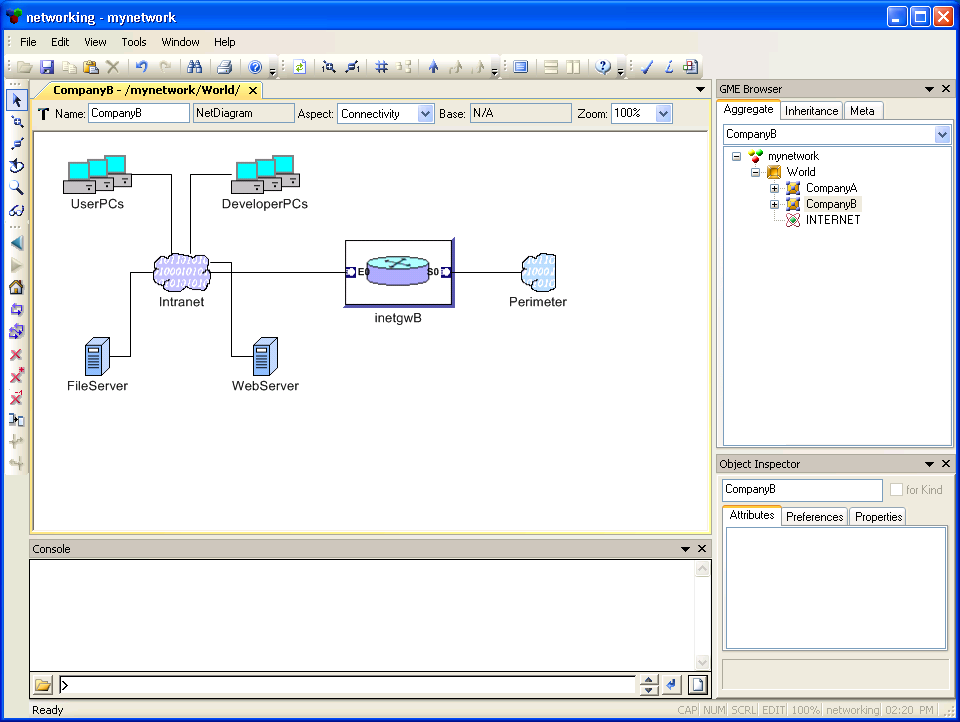 networking - mynetwork
File Edit View Tools Window Help
CompanyB - /mynetwork/World/
Name: CompanyB NetDiagram Aspect: Connectivity Base: N/A Zoom: 100%
UserPCs
DeveloperPCs
Intranet
E0 S0
inetgwB
Perimeter
FileServer
WebServer
GME Browser
Aggregate Inheritance Meta
CompanyB
mynetwork
World
CompanyA
CompanyB
INTERNET
Object Inspector
CompanyB for Kind
Attributes Preferences Properties
Console
>
Ready
CAP NUM SCRL EDIT 100% networking 02:20 PM